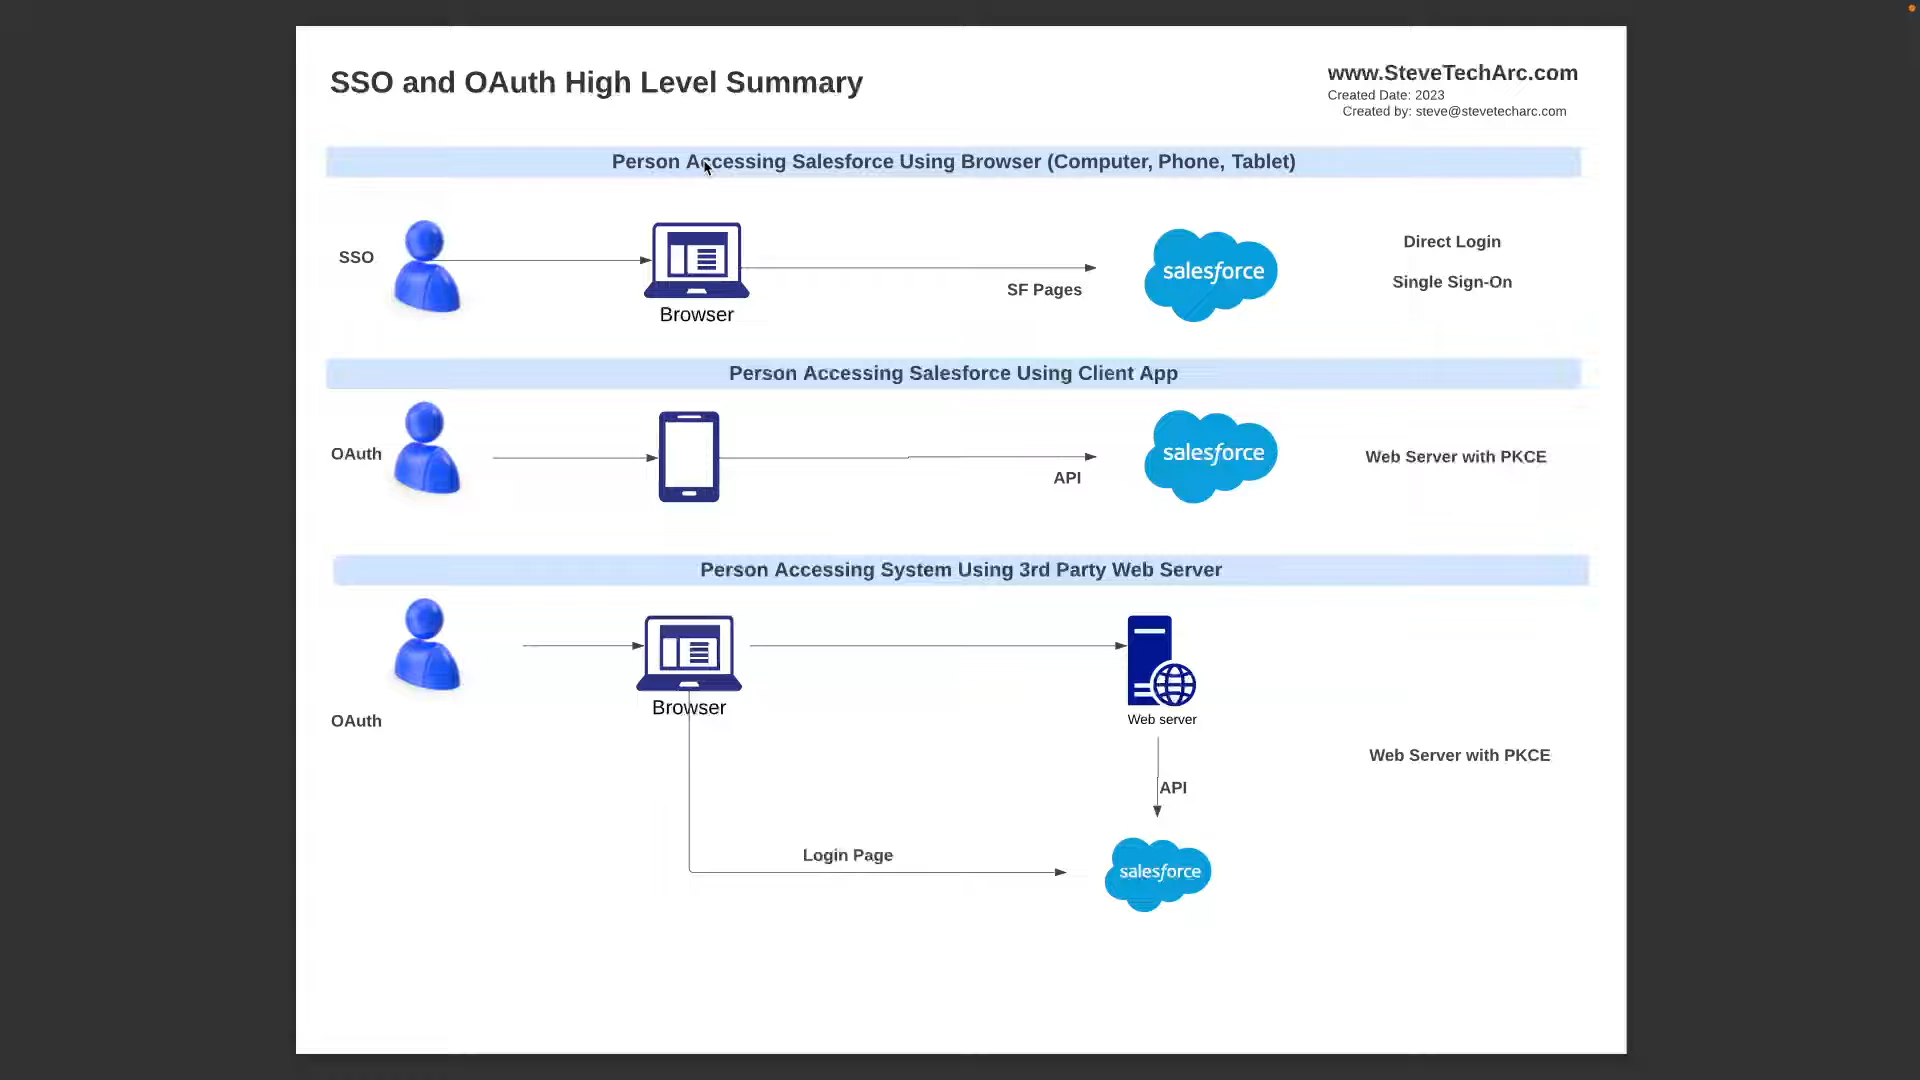 SSO and OAuth High Level Summary
www.SteveTechArc.com
Created Date: 2023
Created by: steve@stevetecharc.com
Person Accessing Salesforce Using Browser (Computer, Phone, Tablet)
SSO
Browser
SF Pages
salesforce
Direct Login
Single Sign-On
Person Accessing Salesforce Using Client App
OAuth
API
salesforce
Web Server with PKCE
Person Accessing System Using 3rd Party Web Server
OAuth
Browser
Web server
Web Server with PKCE
API
Login Page
salesforce